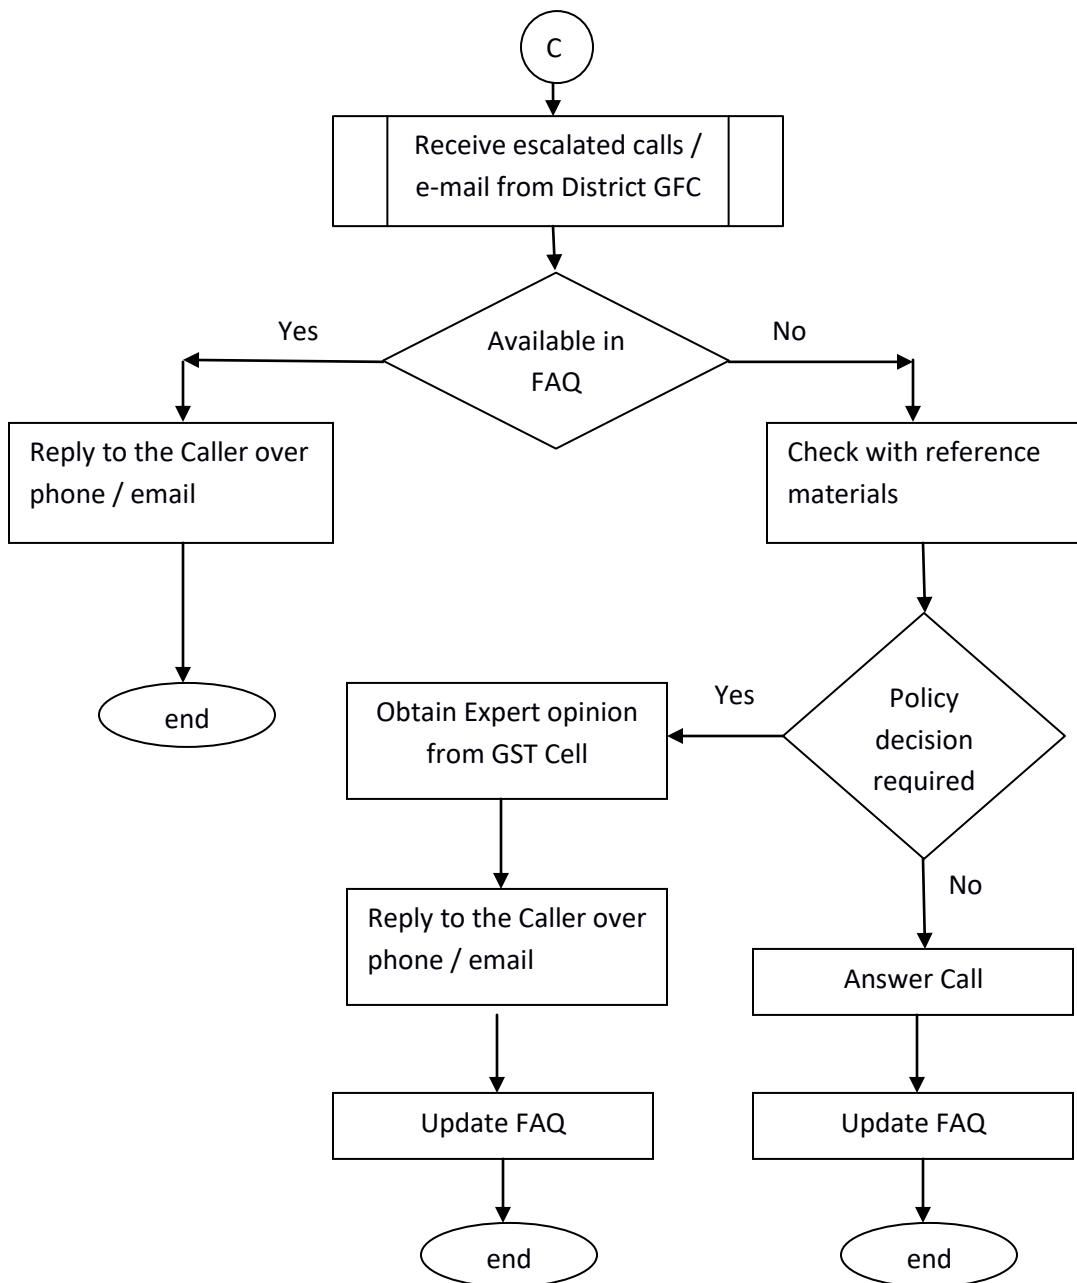 C
Receive escalated calls /
e-mail from District GFC
Yes
No
Available in
FAQ
Reply to the Caller over
phone / email
Check with reference
materials
end
Yes
Policy
decision
required
Obtain Expert opinion
from GST Cell
No
Reply to the Caller over
phone / email
Answer Call
Update FAQ
Update FAQ
end
end